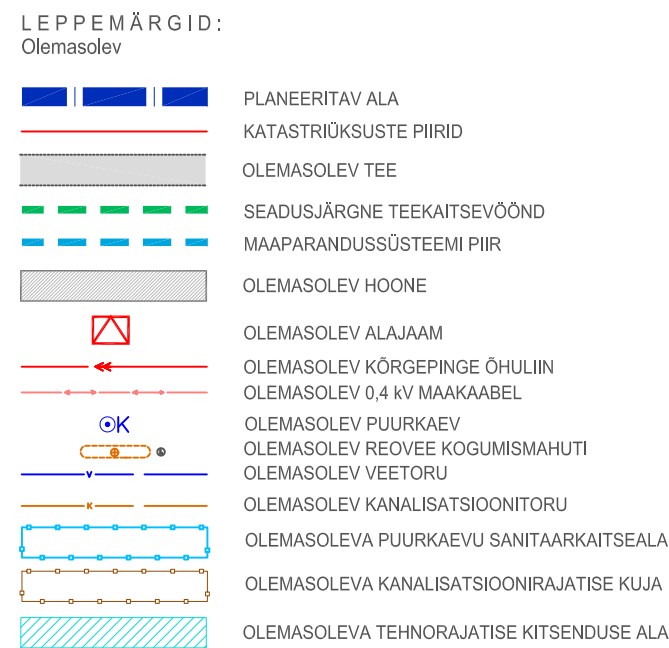 LEPPEMÄRGID:
Olemasolev
PLANEERITAV ALA
KATASTRIÜKSUSTE PIIRID
OLEMASOLEV TEE
SEADUSJÄRGNE TEEKAITSEVÖÖND
MAAPARANDUSSÜSTEEMI PIIR
OLEMASOLEV HOONE
OLEMASOLEV ALAJAAM
OLEMASOLEV KÕRGEPINGE ÕHULIIN
OLEMASOLEV 0,4 kV MAAKAABEL
K OLEMASOLEV PUURKAEV
OLEMASOLEV REOVEE KOGUMISMAHUTI
V OLEMASOLEV VEETORU
K OLEMASOLEV KANALISATSIOONITORU
OLEMASOLEVA PUURKAEVU SANITAARKAITSEALA
OLEMASOLEVA KANALISATSIOONIRAJATISE KUJA
OLEMASOLEVA TEHNORAJATISE KITSENDUSE ALA